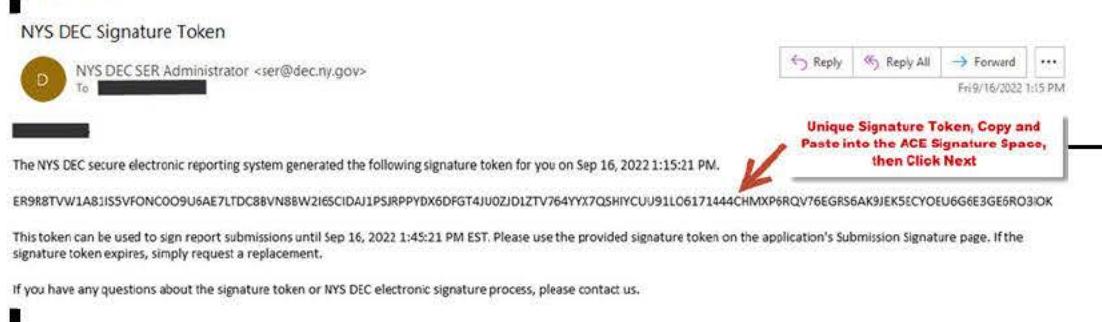 NYS DEC Signature Token
D
NYS DEC SER Administrator <ser@dec.ny.gov>
To
Reply
Reply All
Forward
Fri 9/16/2022 1:15 PM
Unique Signature Token, Copy and
Paste into the ACE Signature Space,
then Click Next
The NYS DEC secure electronic reporting system generated the following signature token for you on Sep 16, 2022 1:15:21 PM.
This token can be used to sign report submissions until Sep 16, 2022 1:45:21 PM EST. Please use the provided signature token on the application's Submission Signature page. If the
signature token expires, simply request a replacement.
If you have any questions about the signature token or NYS DEC electronic signature process, please contact us.